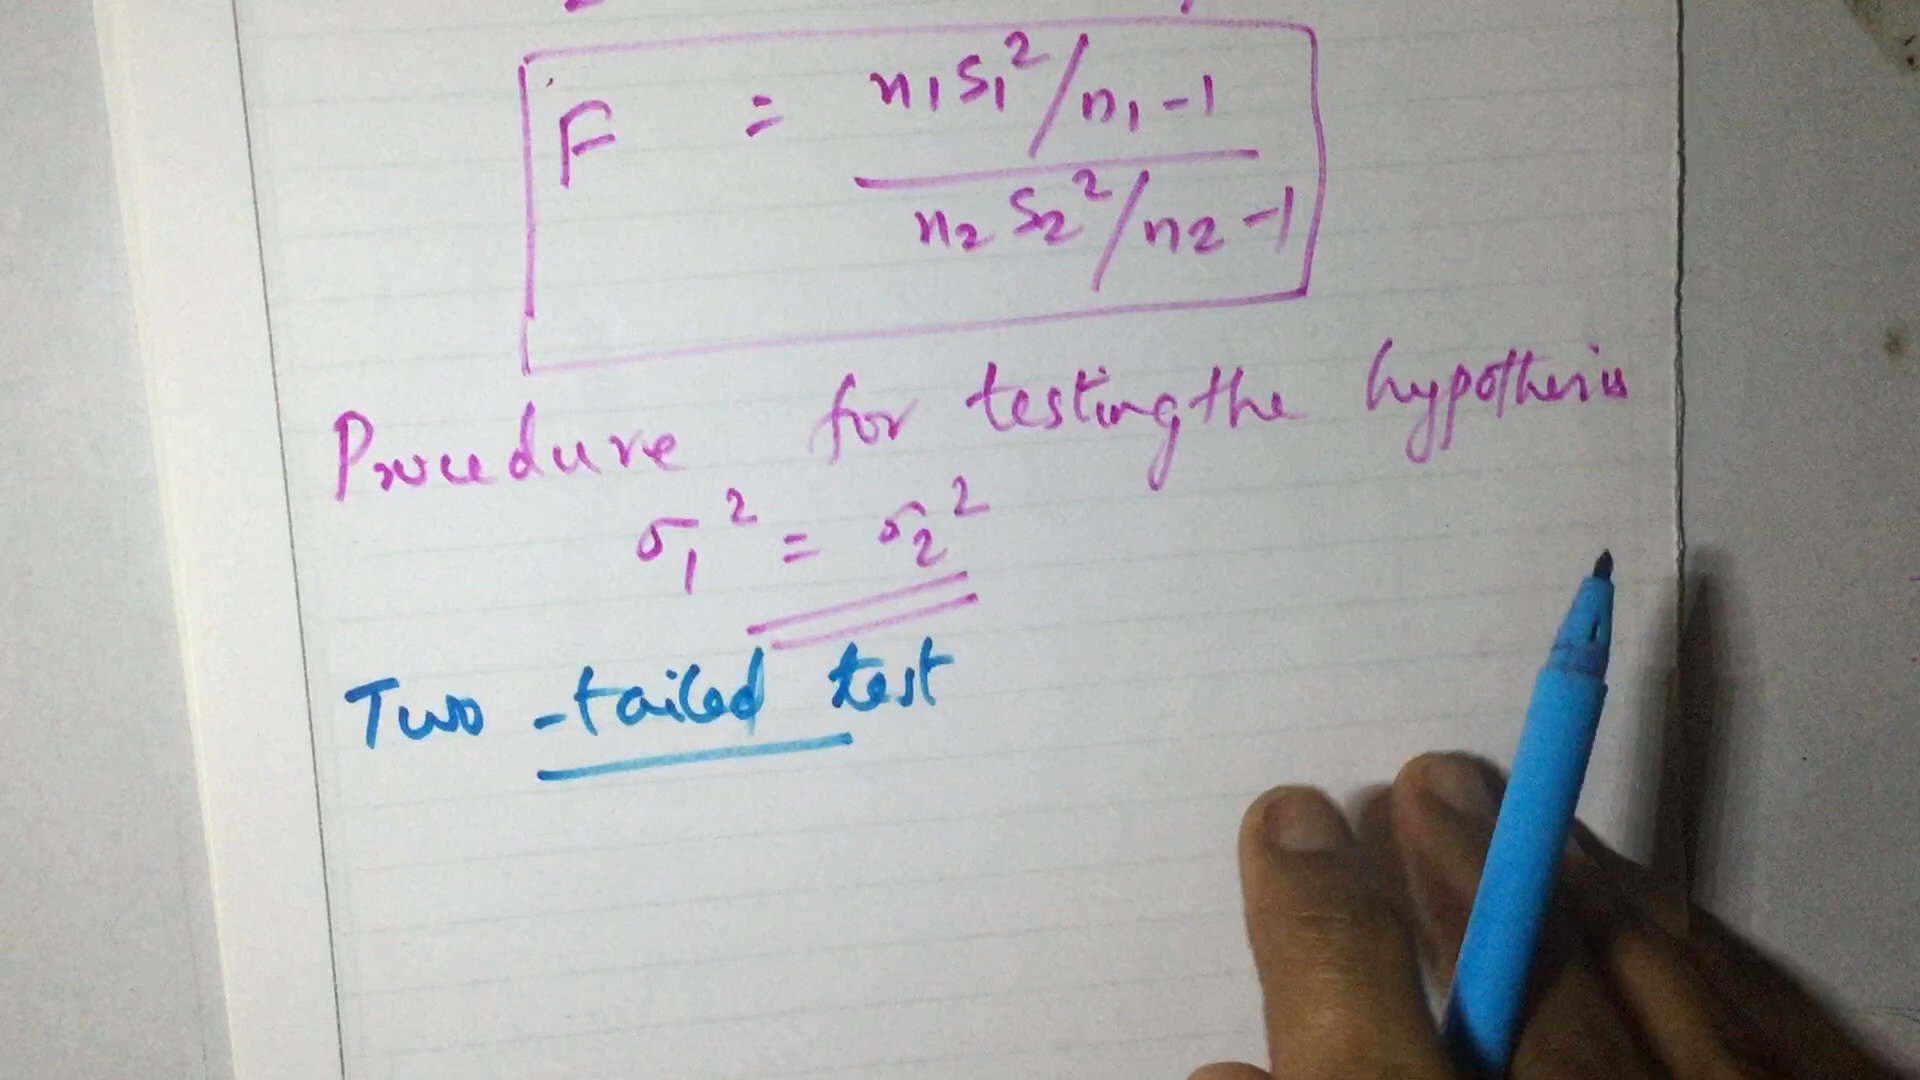 F = n₁s₁²/n₁-1
n₂s₂²/n₂-1
Procedure for testing the hypothesis
σ₁² = σ₂²
Two-tailed test